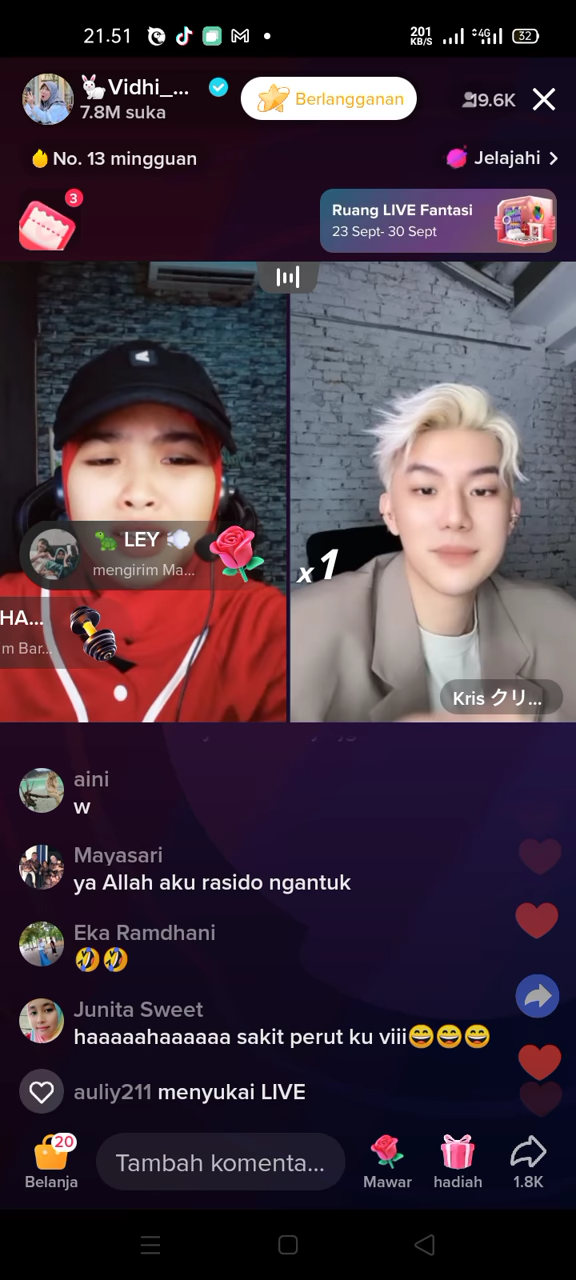 21.51
201
KB/S
4G
32
Vidhi_...
7.8M suka
Berlangganan
19.6K
No. 13 mingguan
Jelajahi
3
Ruang LIVE Fantasi
23 Sept- 30 Sept
LEY
mengirim Ma...
x1
HA...
m Bar...
Kris クリ...
aini
w
Mayasari
ya Allah aku rasido ngantuk
Eka Ramdhani
🤣🤣
Junita Sweet
haaaaahaaaaaa sakit perut ku viii😄😄😄
auliy211 menyukai LIVE
20
Belanja
Tambah komenta...
Mawar
hadiah
1.8K